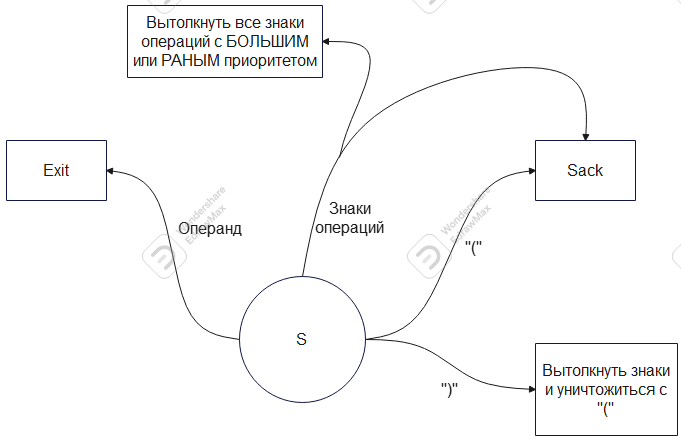 Вытолкнуть все знаки
операций с БОЛЬШИМ
или РАНЫМ приоритетом
Exit
Sack
Операнд
Знаки
операций
"("
S
")"
Вытолкнуть знаки
и уничтожиться с
"("
Wondershare
EdrawMax
Wondershare
EdrawMax